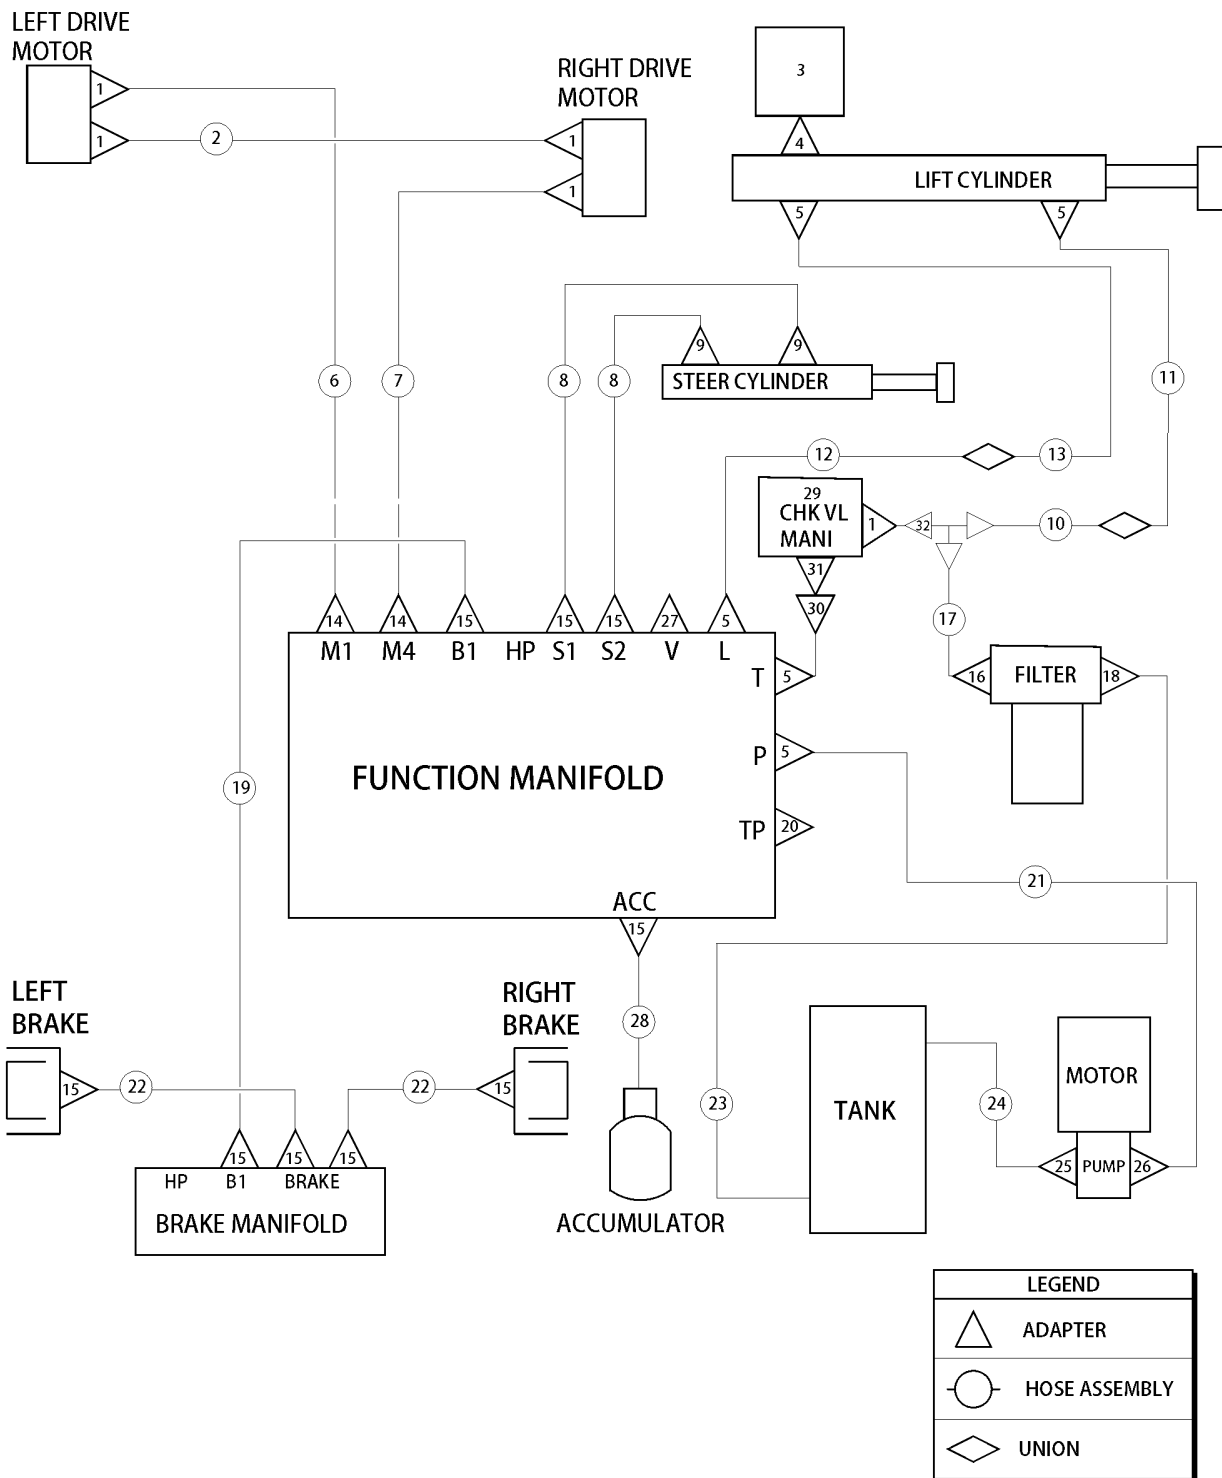 LEFT DRIVE
MOTOR
1
1
2
RIGHT DRIVE
MOTOR
1
1
3
4
LIFT CYLINDER
5
5
6
7
8
8
9
9
STEER CYLINDER
11
12
13
29
CHK VL
MANI
1
32
10
31
30
17
14
14
15
15
15
27
5
M1
M4
B1
HP
S1
S2
V
L
T
5
16
FILTER
18
P
5
FUNCTION MANIFOLD
19
TP
20
21
ACC
15
LEFT
BRAKE
RIGHT
BRAKE
28
15
22
22
15
MOTOR
23
TANK
24
15
15
15
25
PUMP
26
HP
B1
BRAKE
BRAKE MANIFOLD
ACCUMULATOR
LEGEND
ADAPTER
HOSE ASSEMBLY
UNION